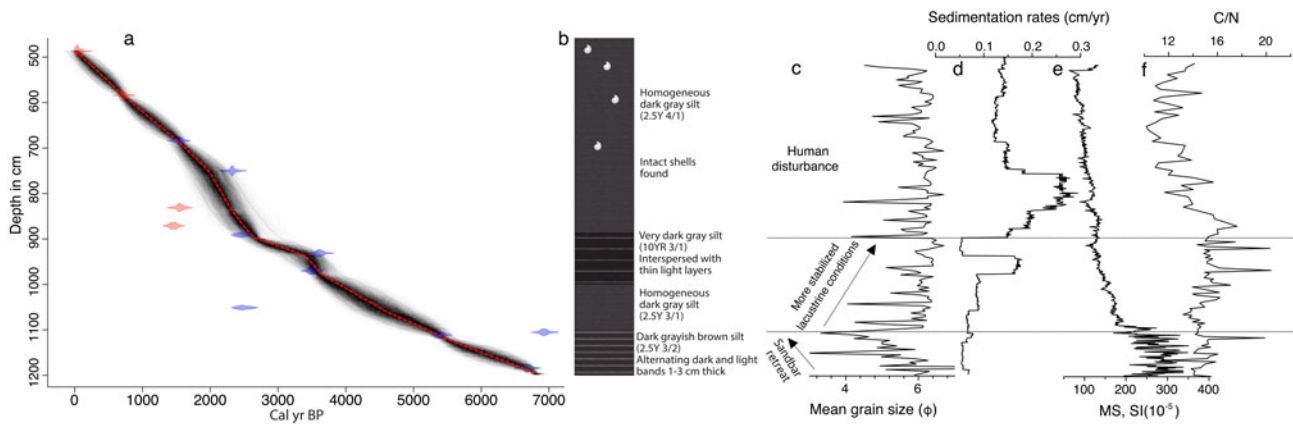 a
Depth in cm
500
600
700
800
900
1000
1100
1200
0
1000
2000
3000
4000
5000
6000
7000
Cal yr BP
b
Homogeneous
dark gray silt
(2.5Y 4/1)
Intact shells
found
Very dark gray silt
(10YR 3/1)
Interspersed with
thin light layers
Homogeneous
dark gray silt
(2.5Y 3/1)
Dark grayish brown silt
(2.5Y 3/2)
Alternating dark and light
bands 1-3 cm thick
Sedimentation rates (cm/yr)
0.0
0.1
0.2
0.3
C/N
12
16
20
c
d
e
f
Human
disturbance
More stabilized
lacustrine conditions
Sandbar
retreat
4
6
Mean grain size (φ)
100
200
300
400
MS, SI(10⁻⁵)